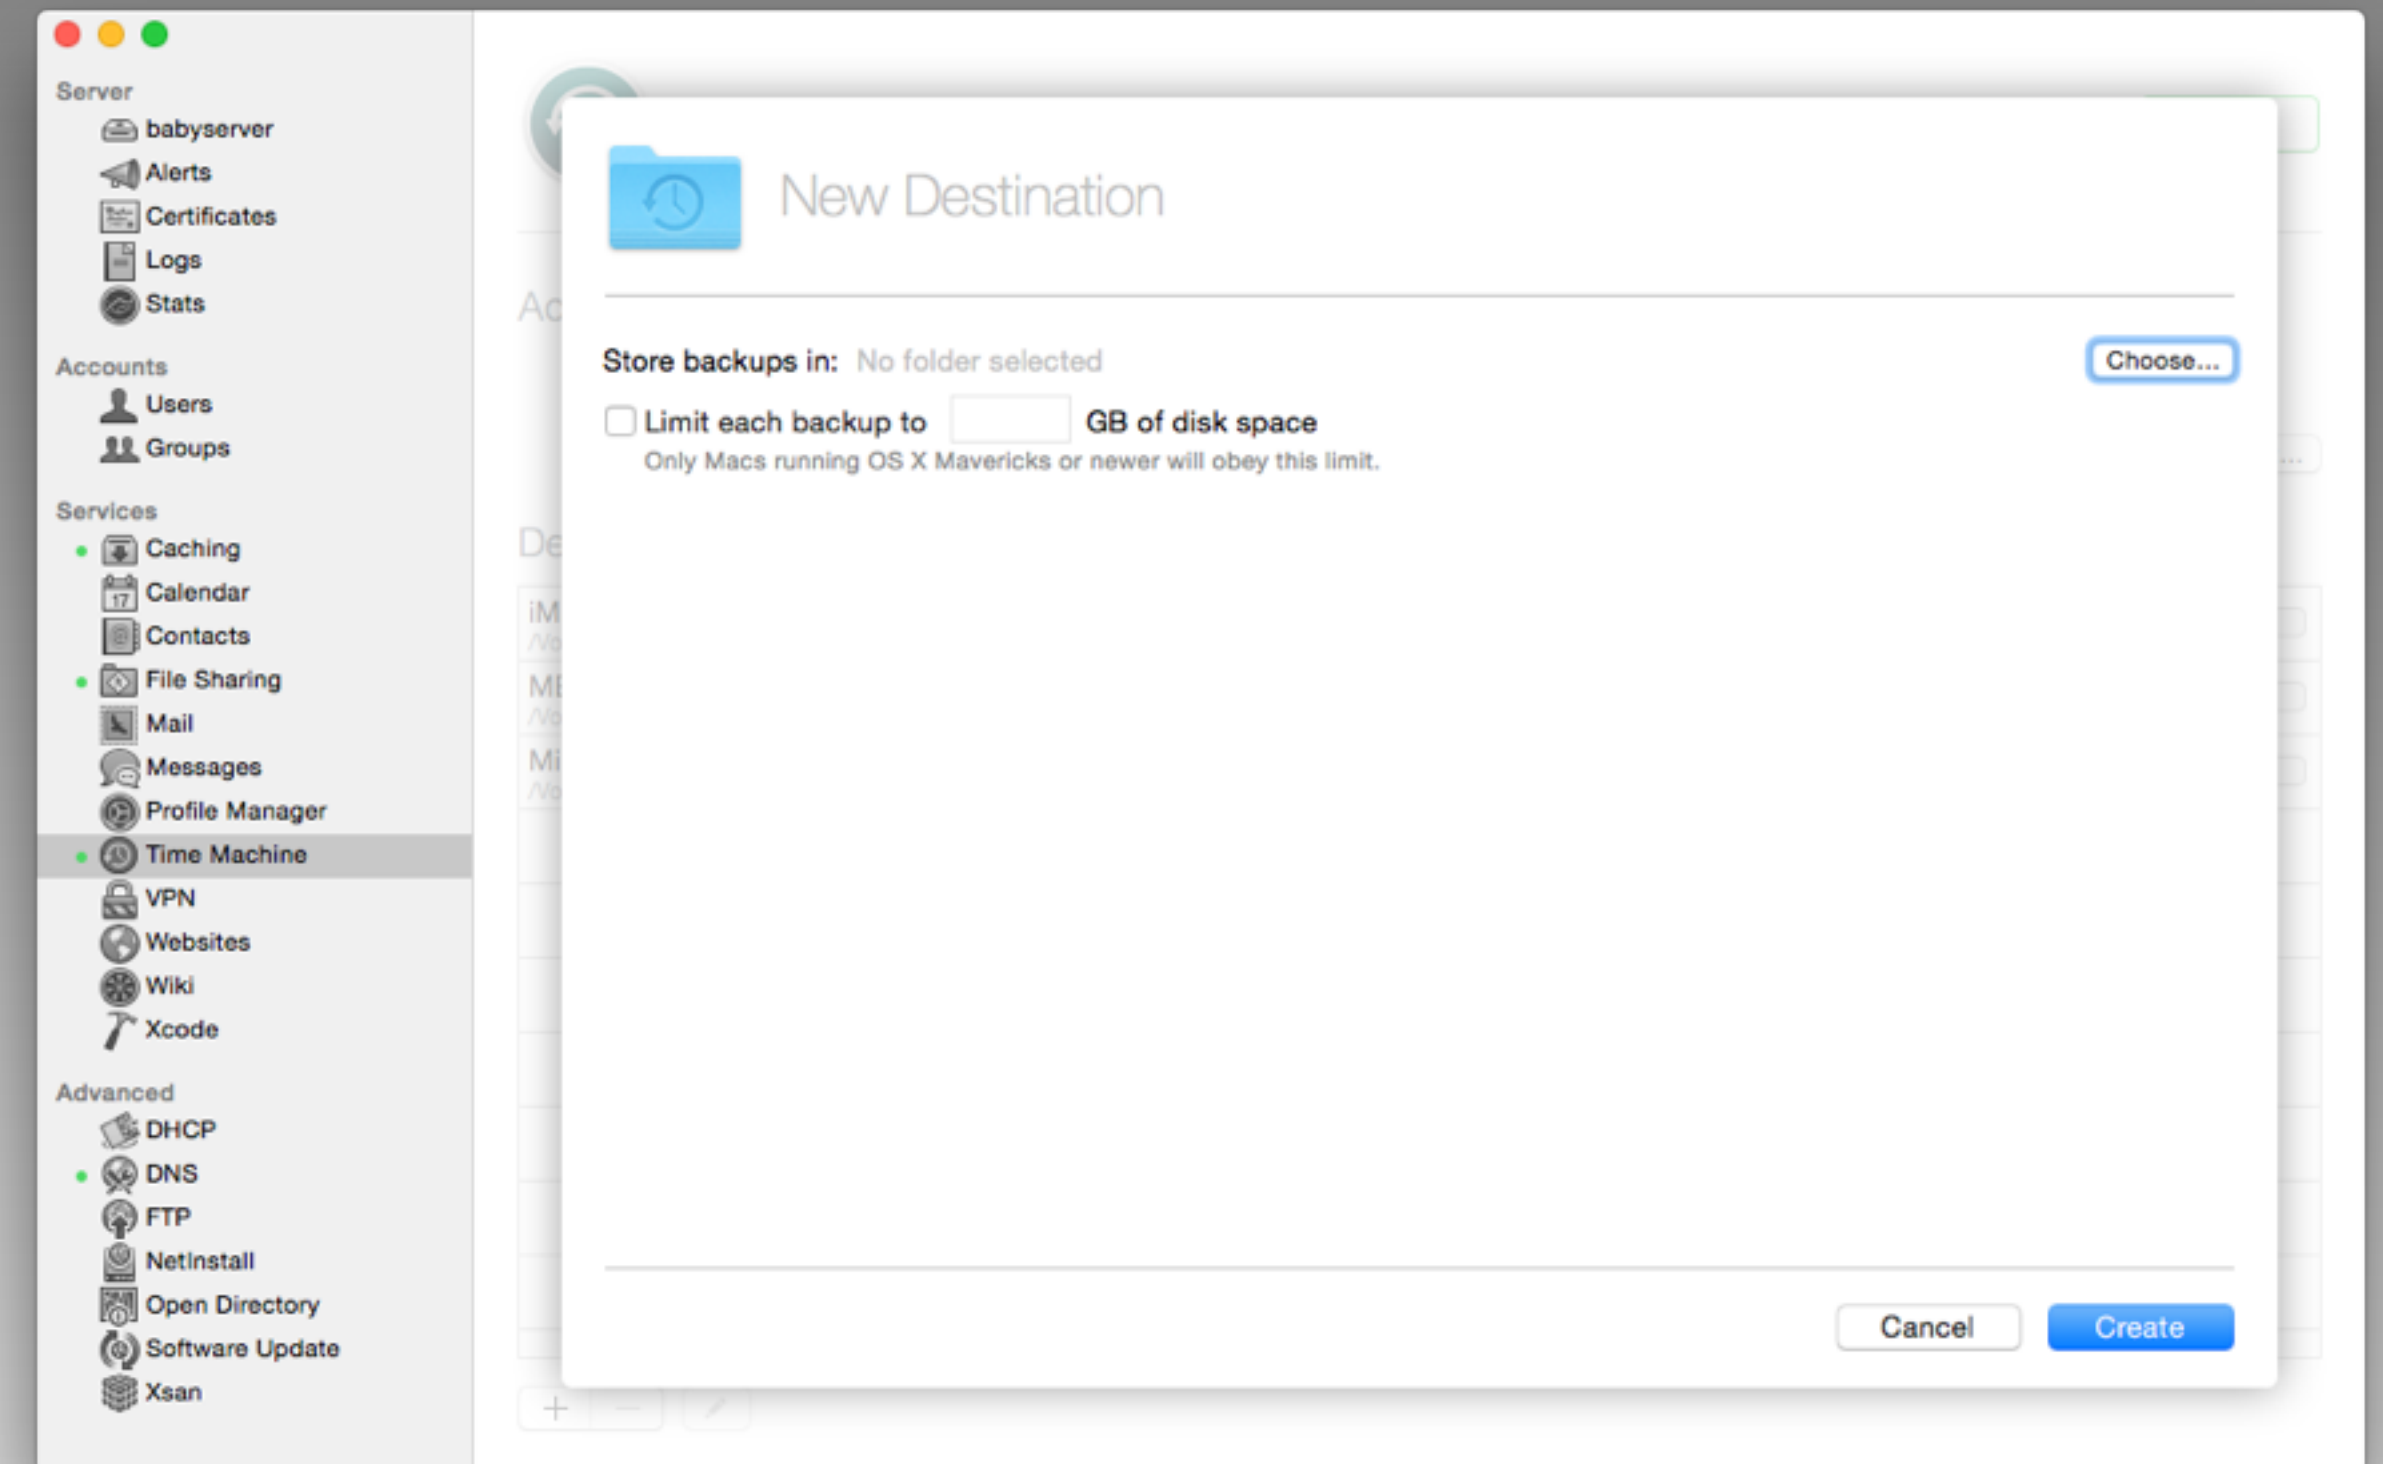 Server
babyserver
Alerts
Certificates
Logs
Stats
Accounts
Users
Groups
Services
Caching
Calendar
17
Contacts
File Sharing
Mail
Messages
Profile Manager
Time Machine
VPN
Websites
Wiki
Xcode
Advanced
DHCP
DNS
FTP
NetInstall
Open Directory
Software Update
Xsan
New Destination
Store backups in: No folder selected
Choose...
Limit each backup to GB of disk space
Only Macs running OS X Mavericks or newer will obey this limit.
Cancel
Create